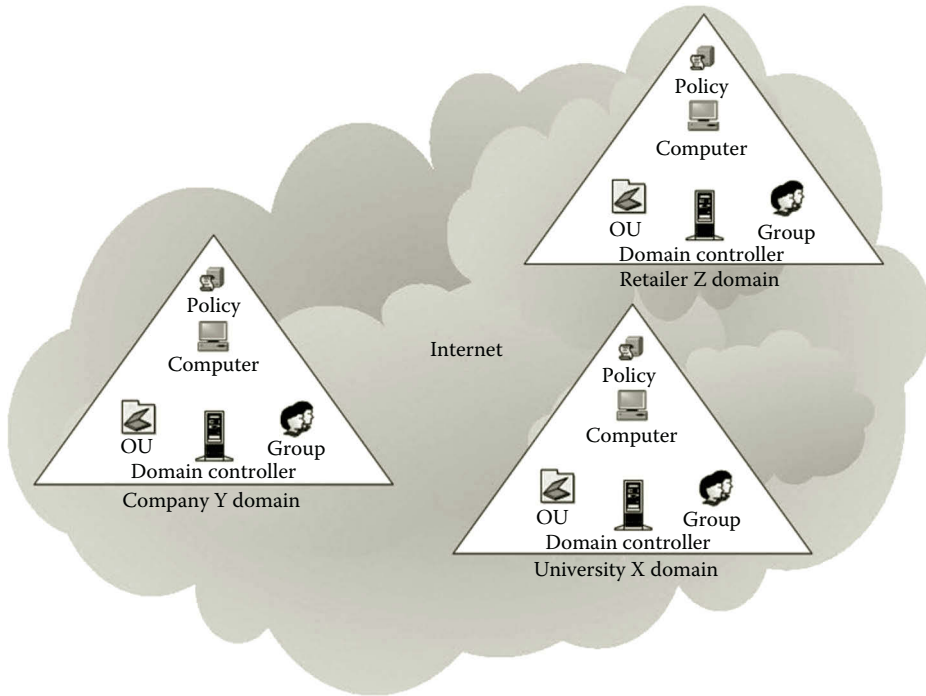 Policy
Computer
OU
Group
Domain controller
Retailer Z domain
Policy
Computer
OU
Group
Domain controller
Company Y domain
Internet
Policy
Computer
OU
Group
Domain controller
University X domain